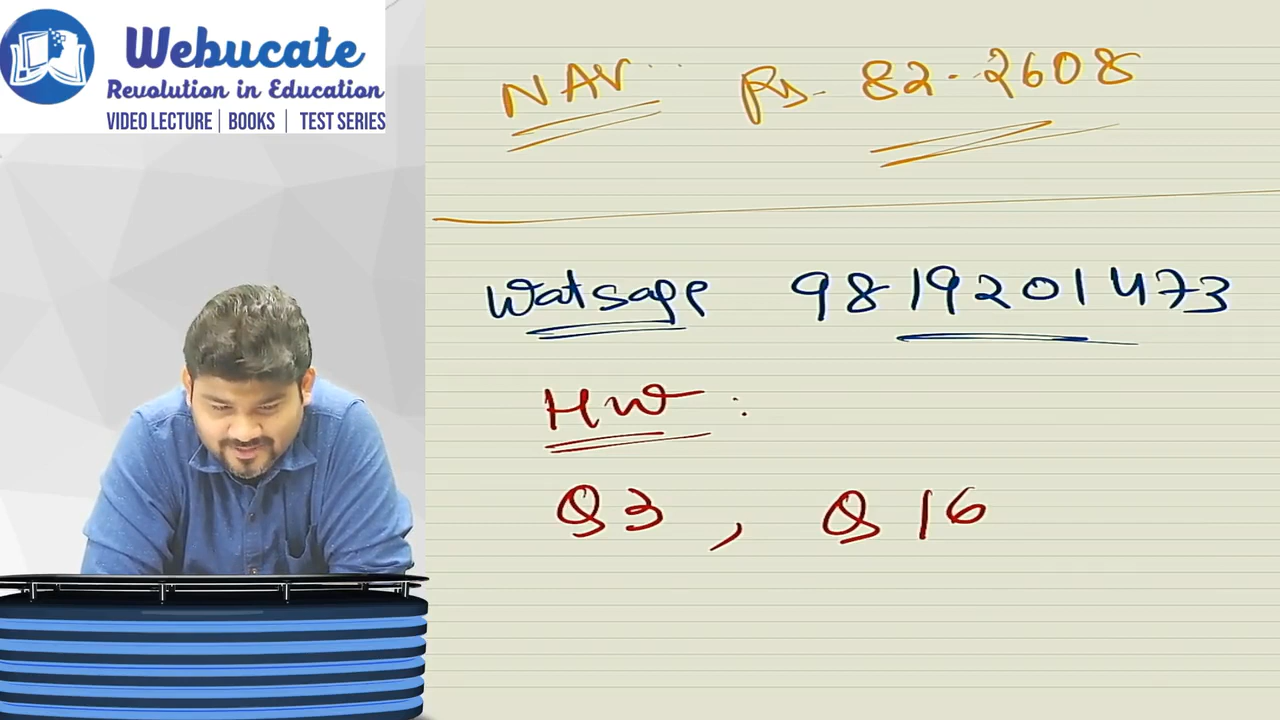 Webucate
Revolution in Education
VIDEO LECTURE | BOOKS | TEST SERIES
NAV Rs. 82.2608
Watsapp 9819201473
HW :
Q3 , Q16